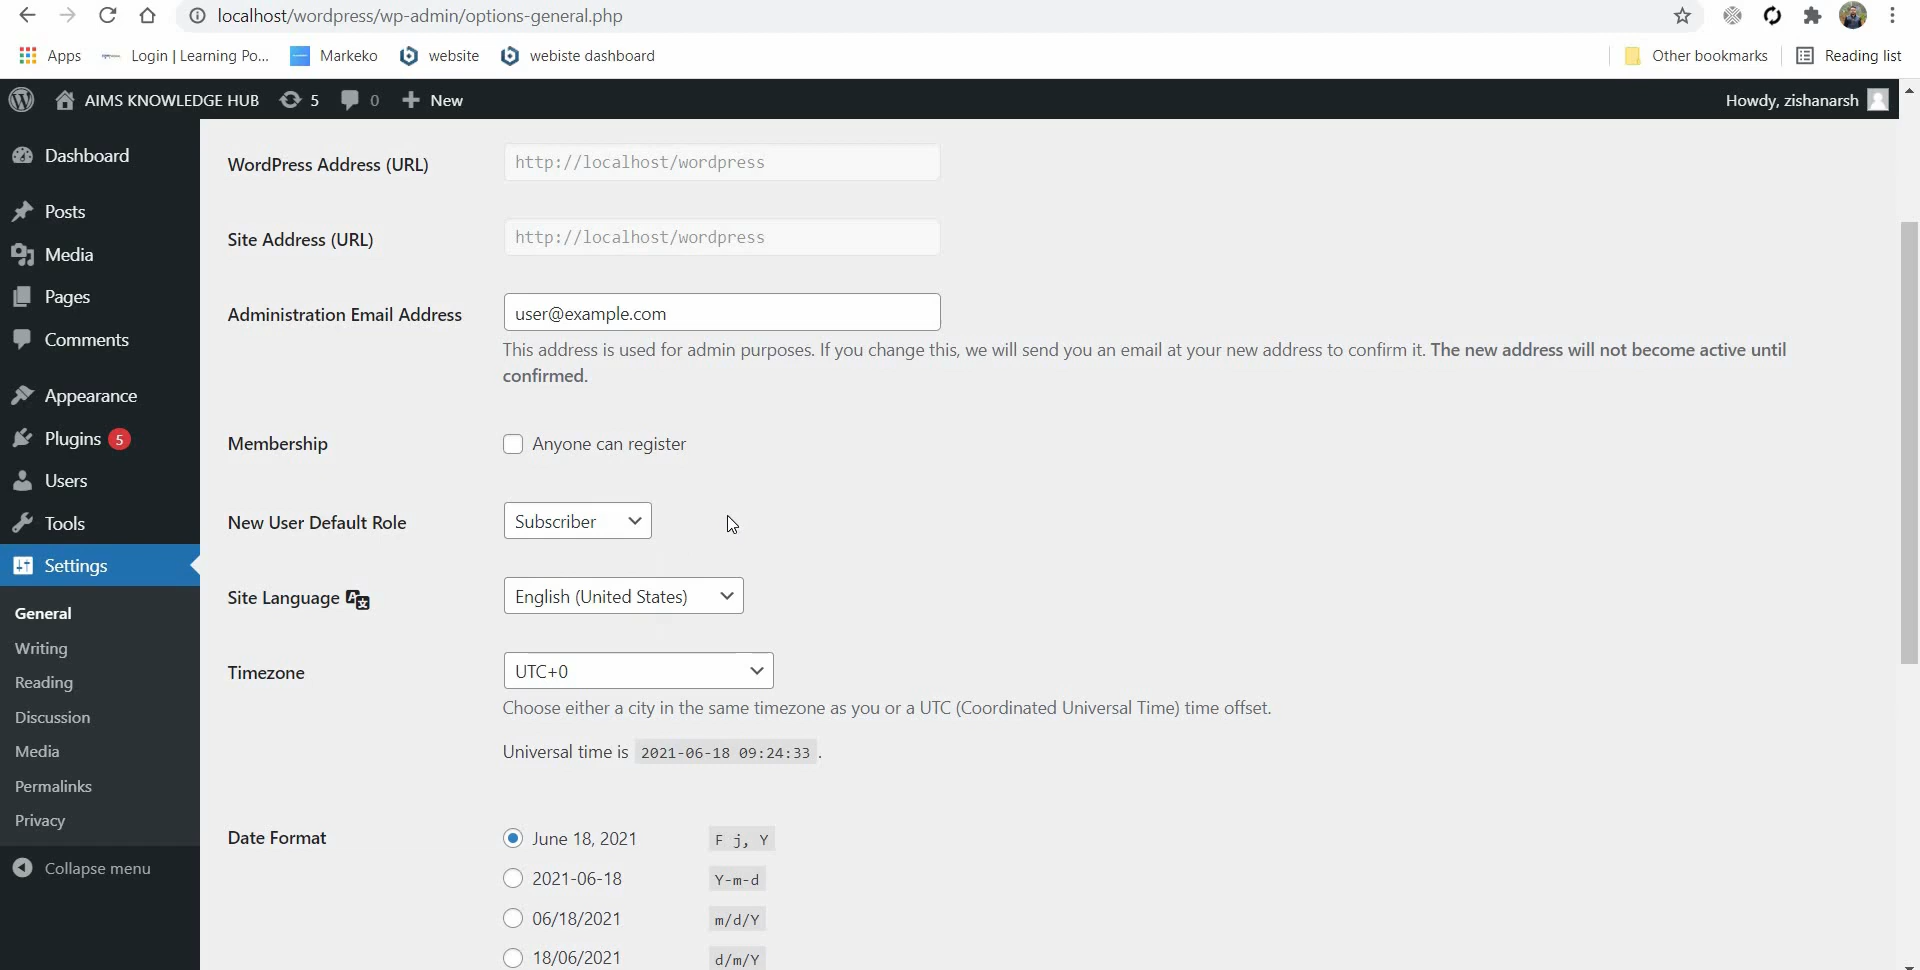 localhost/wordpress/wp-admin/options-general.php
Apps Login | Learning Po... Markeko website webiste dashboard Other bookmarks Reading list
AIMS KNOWLEDGE HUB 5 0 New Howdy, zishanarsh
Dashboard
Posts
Media
Pages
Comments
Appearance
Plugins 5
Users
Tools
Settings
General
Writing
Reading
Discussion
Media
Permalinks
Privacy
Collapse menu
WordPress Address (URL) http://localhost/wordpress
Site Address (URL) http://localhost/wordpress
Administration Email Address user@example.com
This address is used for admin purposes. If you change this, we will send you an email at your new address to confirm it. The new address will not become active until
confirmed.
Membership Anyone can register
New User Default Role Subscriber
Site Language English (United States)
Timezone UTC+0
Choose either a city in the same timezone as you or a UTC (Coordinated Universal Time) time offset.
Universal time is 2021-06-18 09:24:33 .
Date Format June 18, 2021 F j, Y
2021-06-18 Y-m-d
06/18/2021 m/d/Y
18/06/2021 d/m/Y